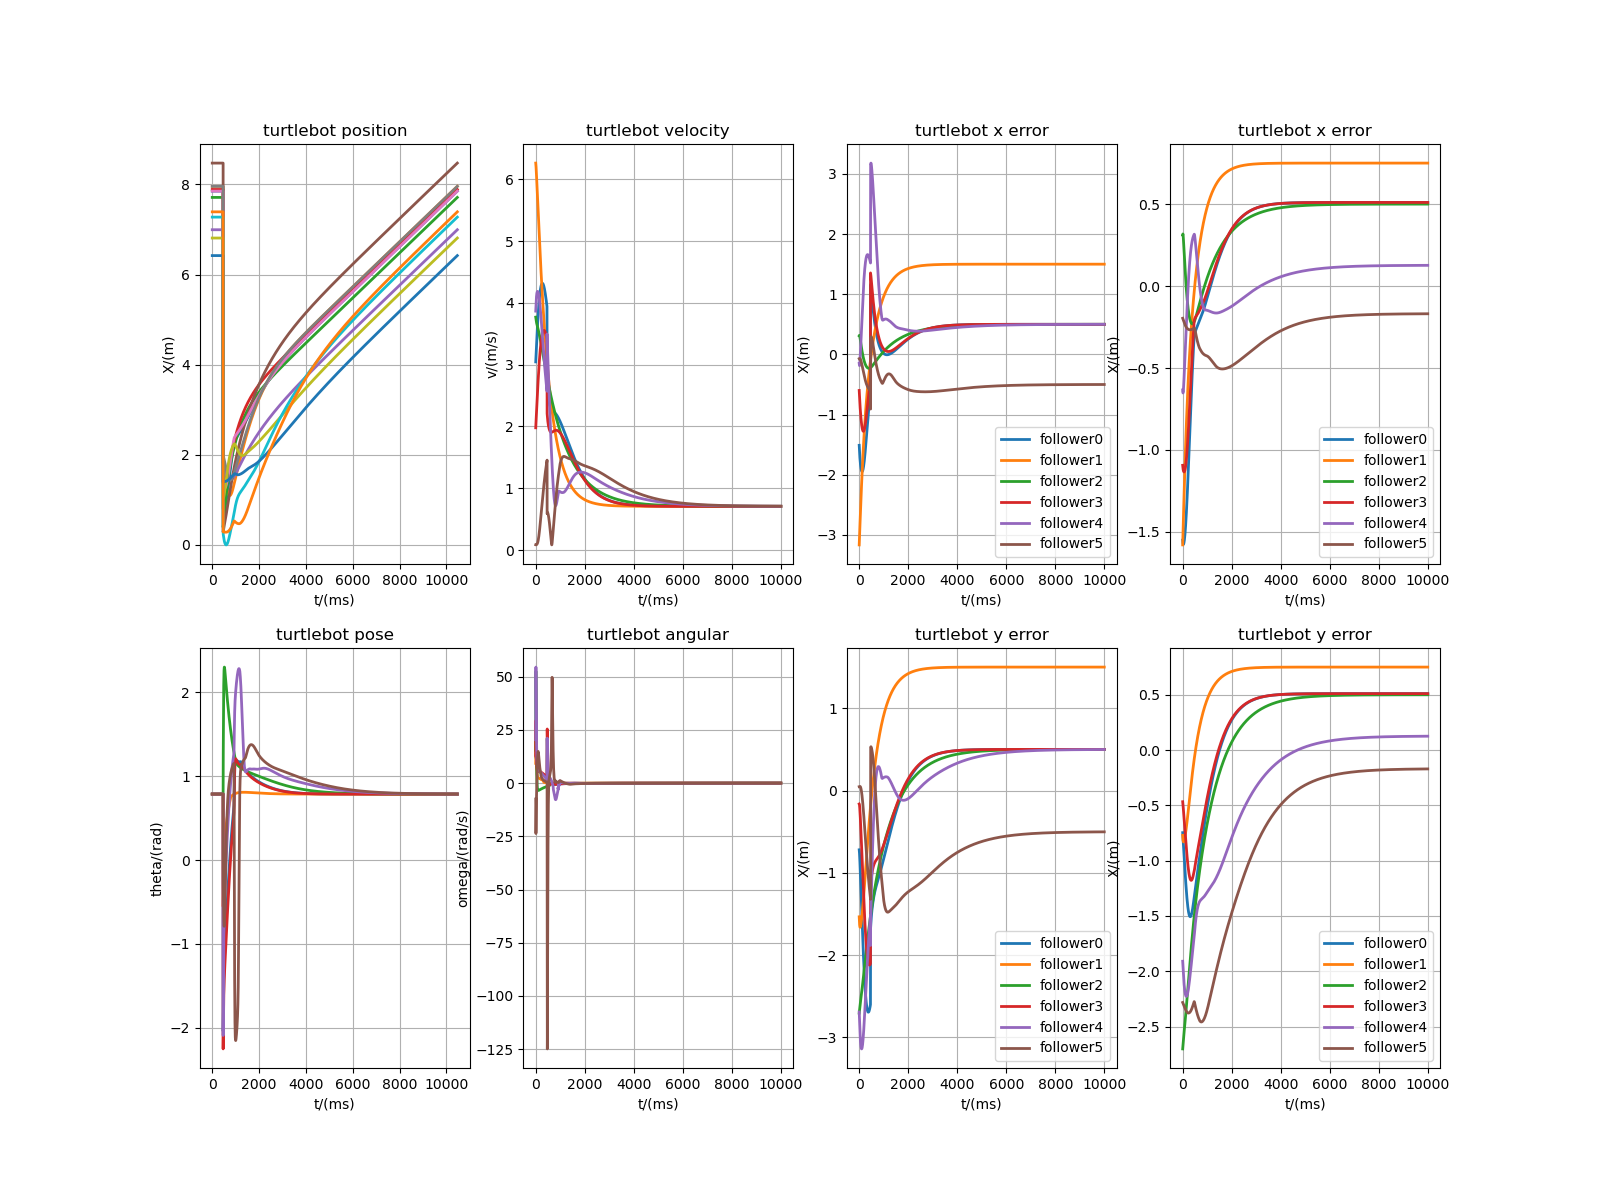 turtlebot position
X/(m)
8
6
4
2
0
0 2000 4000 6000 8000 10000
t/(ms)
turtlebot velocity
v/(m/s)
6
5
4
3
2
1
0
0 2000 4000 6000 8000 10000
t/(ms)
turtlebot x error
X/(m)
3
2
1
0
−1
−2
−3
follower0
follower1
follower2
follower3
follower4
follower5
0 2000 4000 6000 8000 10000
t/(ms)
turtlebot x error
X/(m)
0.5
0.0
−0.5
−1.0
−1.5
follower0
follower1
follower2
follower3
follower4
follower5
0 2000 4000 6000 8000 10000
t/(ms)
turtlebot pose
theta/(rad)
2
1
0
−1
−2
0 2000 4000 6000 8000 10000
t/(ms)
turtlebot angular
omega/(rad/s)
50
25
0
−25
−50
−75
−100
−125
0 2000 4000 6000 8000 10000
t/(ms)
turtlebot y error
X/(m)
1
0
−1
−2
−3
follower0
follower1
follower2
follower3
follower4
follower5
0 2000 4000 6000 8000 10000
t/(ms)
turtlebot y error
X/(m)
0.5
0.0
−0.5
−1.0
−1.5
−2.0
−2.5
follower0
follower1
follower2
follower3
follower4
follower5
0 2000 4000 6000 8000 10000
t/(ms)